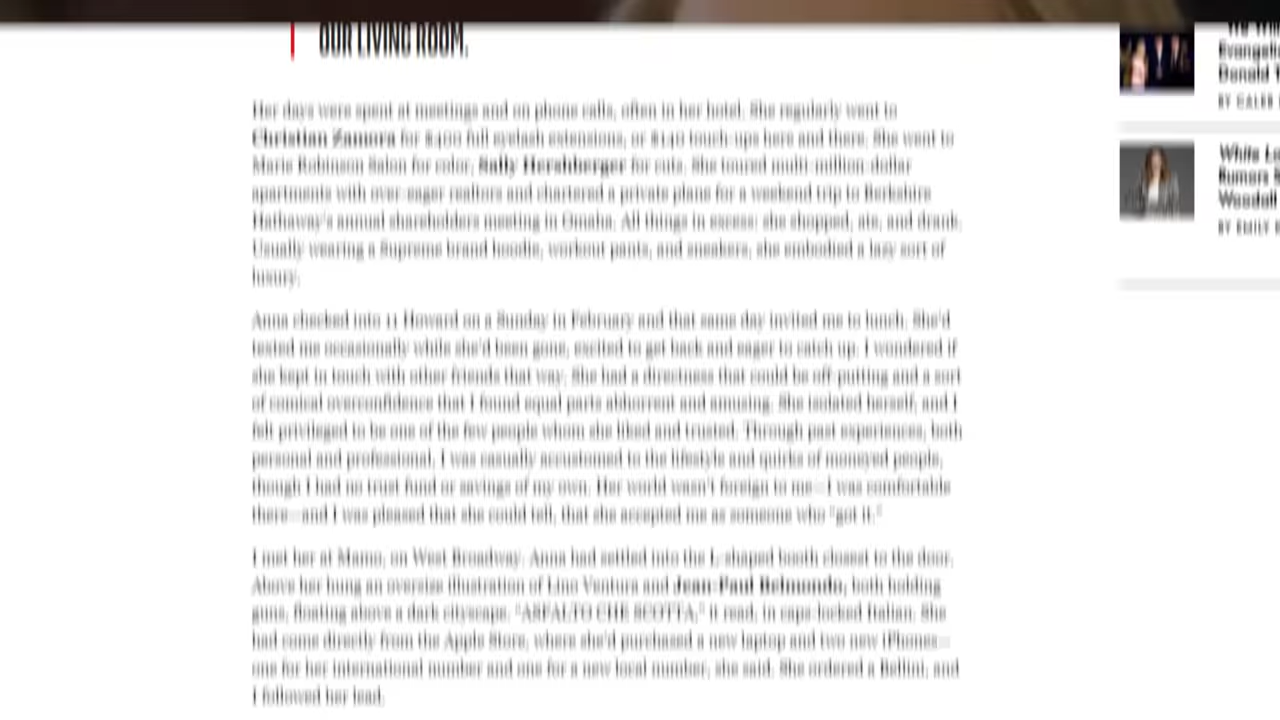 OUR LIVING ROOM.
Her days were spent at meetings and on phone calls, often in her hotel. She regularly went to
Christian Zamora for $400 full eyelash extensions, or $140 touch-ups here and there. She went to
Marie Robinson Salon for color, Sally Hershberger for cuts. She toured multi-million-dollar
apartments with over-eager realtors and chartered a private plane for a weekend trip to Berkshire
Hathaway's annual shareholders meeting in Omaha. All things in excess: she shopped, ate, and drank.
Usually wearing a Supreme brand hoodie, workout pants, and sneakers, she embodied a lazy sort of
luxury.
Anna checked into 11 Howard on a Sunday in February and that same day invited me to lunch. She'd
texted me occasionally while she'd been gone, excited to get back and eager to catch up. I wondered if
she kept in touch with other friends that way. She had a directness that could be off-putting and a sort
of comical overconfidence that I found equal parts abhorrent and amusing. She isolated herself, and I
felt privileged to be one of the few people whom she liked and trusted. Through past experiences, both
personal and professional, I was casually accustomed to the lifestyle and quirks of moneyed people,
though I had no trust fund or savings of my own. Her world wasn't foreign to me—I was comfortable
there—and I was pleased that she could tell, that she accepted me as someone who "got it."
I met her at Mamo, on West Broadway. Anna had settled into the L-shaped booth closest to the door.
Above her hung an oversize illustration of Lino Ventura and Jean-Paul Belmondo, both holding
guns, floating above a dark cityscape. "ASFALTO CHE SCOTTA," it read, in caps-locked Italian. She
had come directly from the Apple Store, where she'd purchased a new laptop and two new iPhones—
one for her international number and one for a new local number, she said. She ordered a Bellini, and
I followed her lead.
Evangeli
Donald T
BY CALEB
White
Rumors
BY EMILY